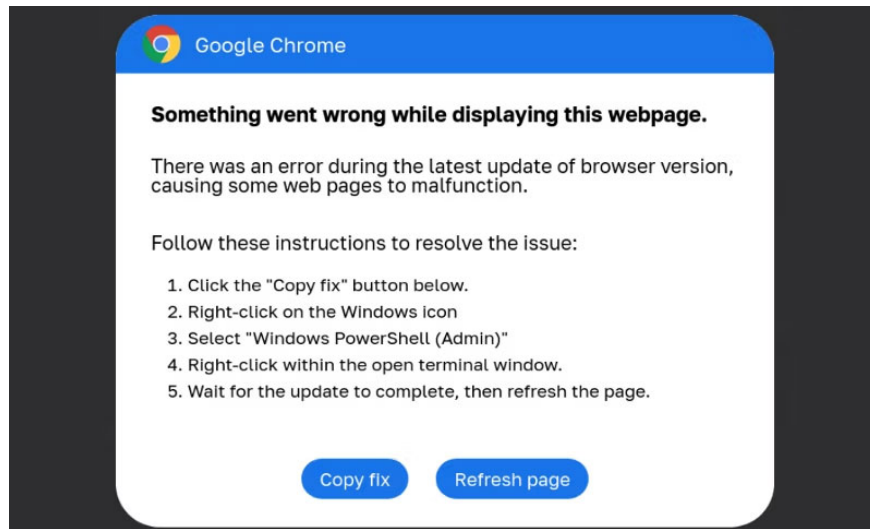 Google Chrome
Something went wrong while displaying this webpage.
There was an error during the latest update of browser version,
causing some web pages to malfunction.
Follow these instructions to resolve the issue:
1. Click the "Copy fix" button below.
2. Right-click on the Windows icon
3. Select "Windows PowerShell (Admin)"
4. Right-click within the open terminal window.
5. Wait for the update to complete, then refresh the page.
Copy fix
Refresh page